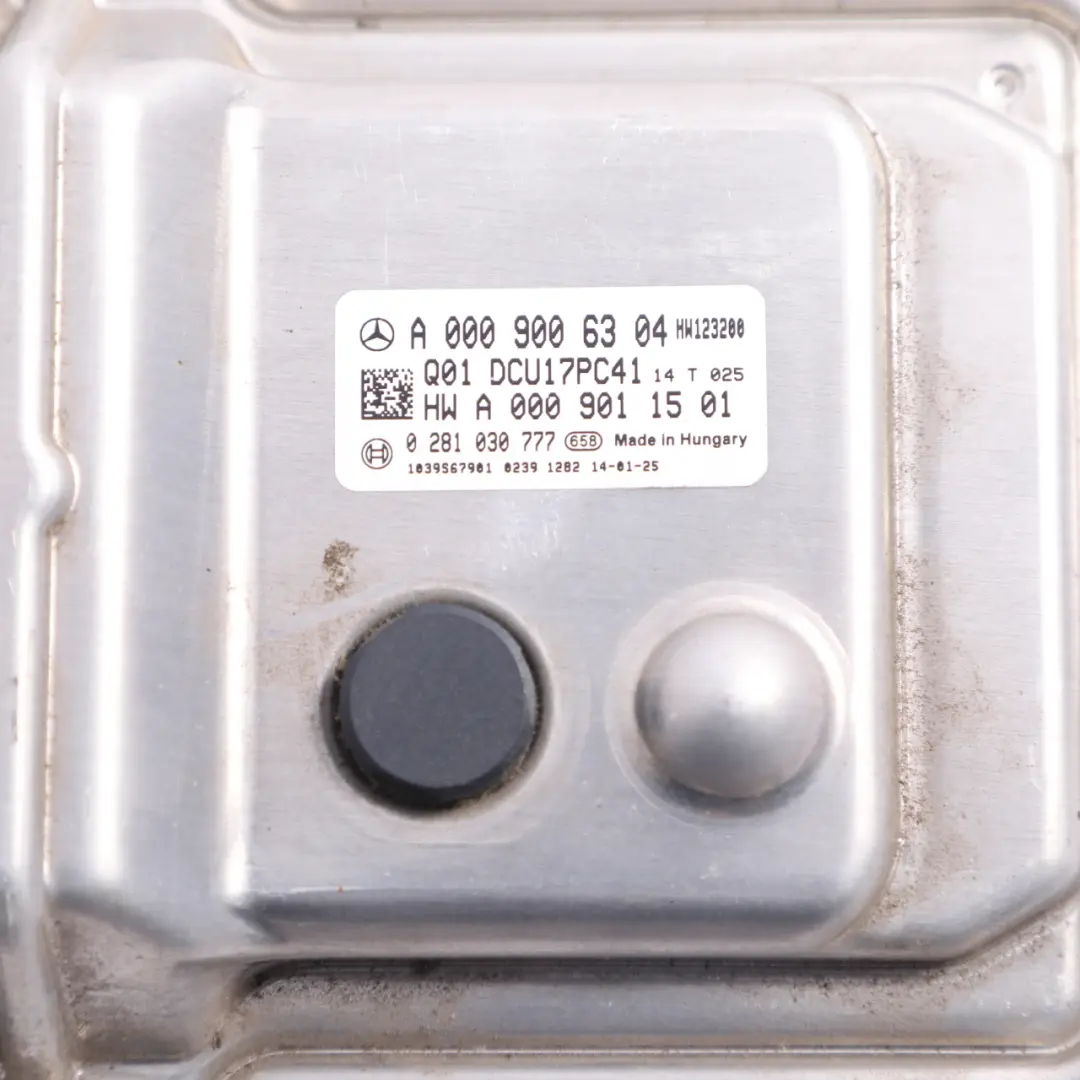 A 000 900 63 04 HW123200
Q01 DCU17PC41 14 T 025
HW A 000 901 15 01
0 281 030 777 658 Made in Hungary
1039S67901 0239 1282 14-01-25